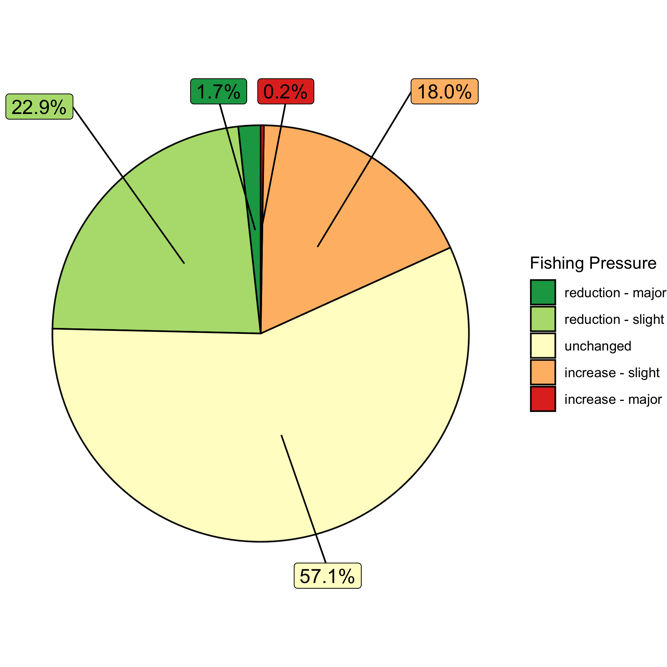 1.7%
0.2%
18.0%
22.9%
57.1%
Fishing Pressure
reduction - major
reduction - slight
unchanged
increase - slight
increase - major